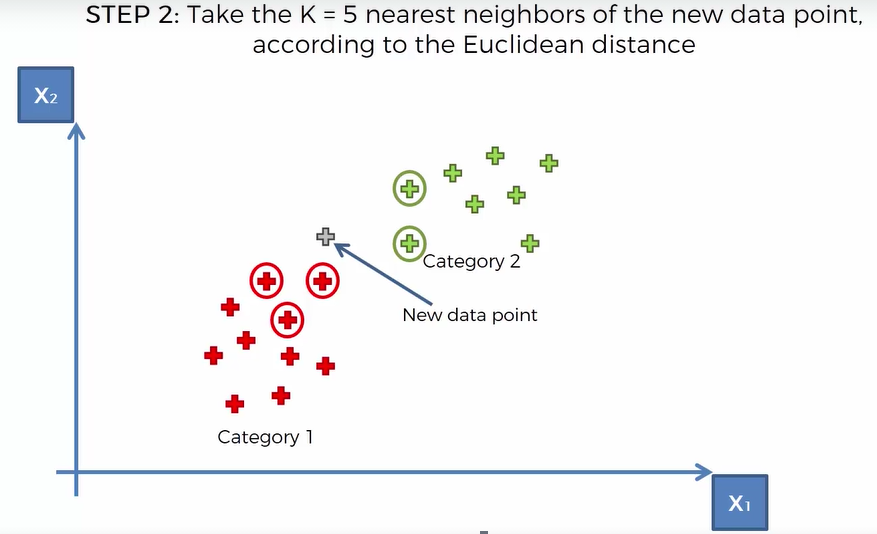 STEP 2: Take the K = 5 nearest neighbors of the new data point,
according to the Euclidean distance
X2
Category 2
New data point
Category 1
X1